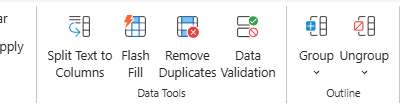 ar
pply
Split Text to Columns
Flash Fill
Remove Duplicates
Data Validation
Data Tools
Group
Ungroup
Outline